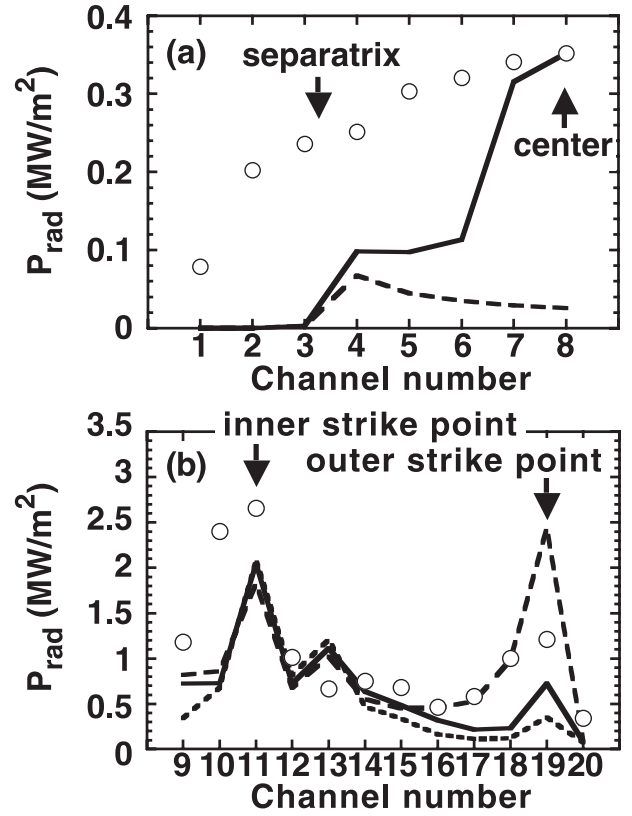 0.4
(a)
separatrix
0.3
center
0.2
0.1
0
P_rad (MW/m²)
1 2 3 4 5 6 7 8
Channel number
3.5
inner strike point
3
(b)
outer strike point
2.5
2
1.5
1
0.5
0
P_rad (MW/m²)
9 10 11 12 13 14 15 16 17 18 19 20
Channel number